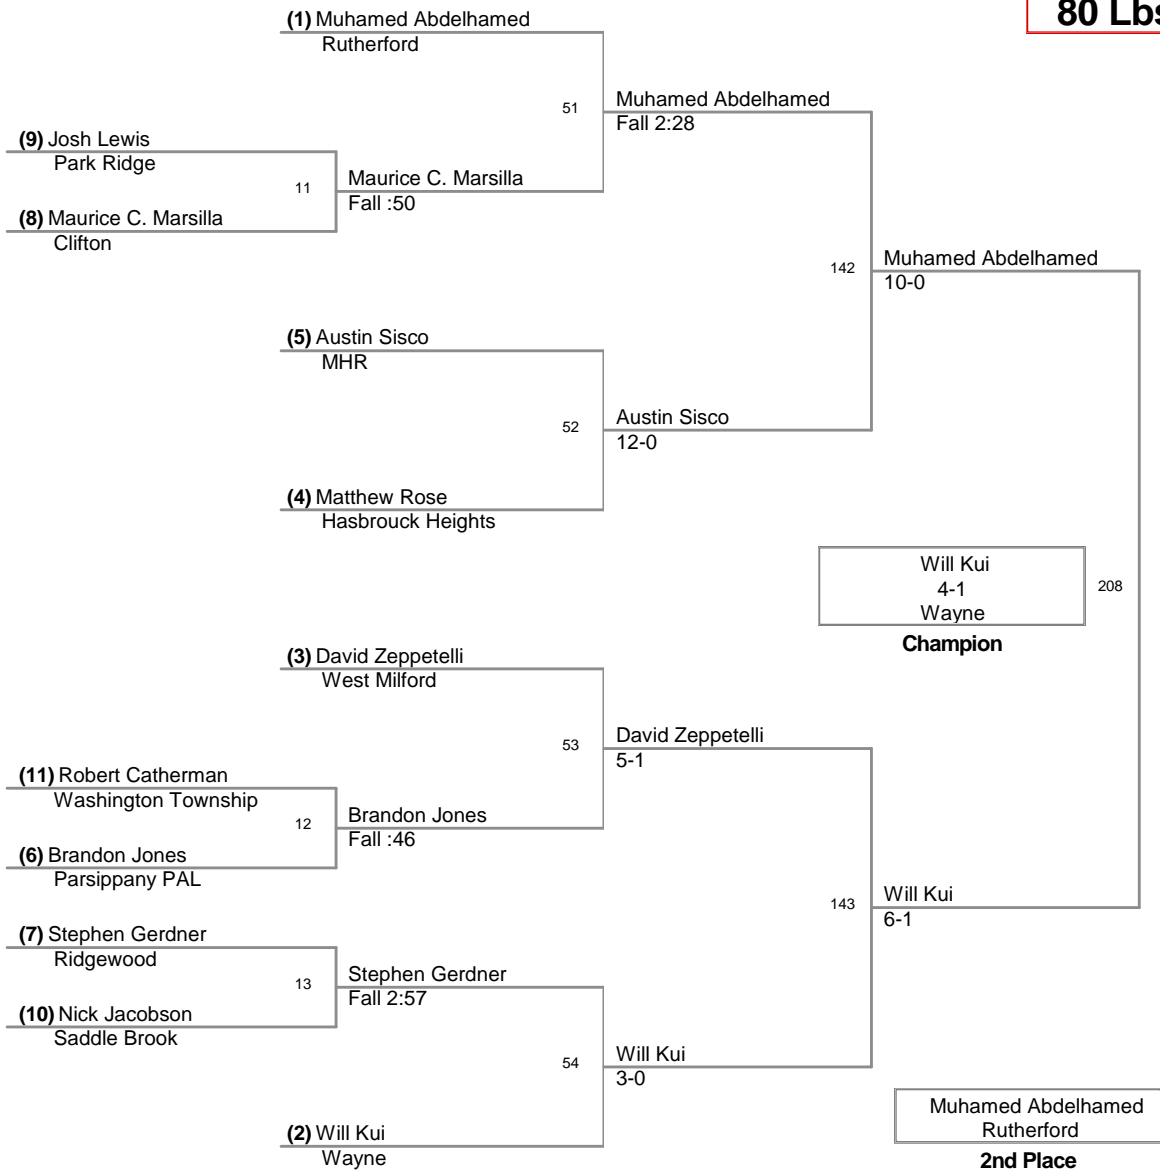 80 Lbs
(1) Muhamed Abdelhamed
Rutherford
51
Muhamed Abdelhamed
Fall 2:28
(9) Josh Lewis
Park Ridge
11
Maurice C. Marsilla
Fall :50
(8) Maurice C. Marsilla
Clifton
142
Muhamed Abdelhamed
10-0
(5) Austin Sisco
MHR
52
Austin Sisco
12-0
(4) Matthew Rose
Hasbrouck Heights
Will Kui
4-1
Wayne
208
Champion
(3) David Zeppetelli
West Milford
53
David Zeppetelli
5-1
(11) Robert Catherman
Washington Township
12
Brandon Jones
Fall :46
(6) Brandon Jones
Parsippany PAL
143
Will Kui
6-1
(7) Stephen Gerdner
Ridgewood
13
Stephen Gerdner
Fall 2:57
(10) Nick Jacobson
Saddle Brook
54
Will Kui
3-0
(2) Will Kui
Wayne
Muhamed Abdelhamed
Rutherford
2nd Place